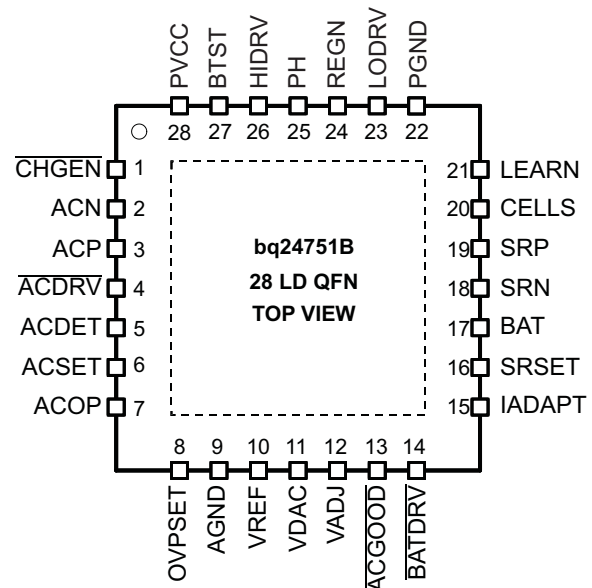 PVCC
BTST
HIDRV
PH
REGN
LODRV
PGND
28 27 26 25 24 23 22
CHGEN 1
ACN 2
ACP 3
ACDRV 4
ACDET 5
ACSET 6
ACOP 7
bq24751B
28 LD QFN
TOP VIEW
21 LEARN
20 CELLS
19 SRP
18 SRN
17 BAT
16 SRSET
15 IADAPT
8 9 10 11 12 13 14
OVPSET
AGND
VREF
VDAC
VADJ
ACGOOD
BATDRV